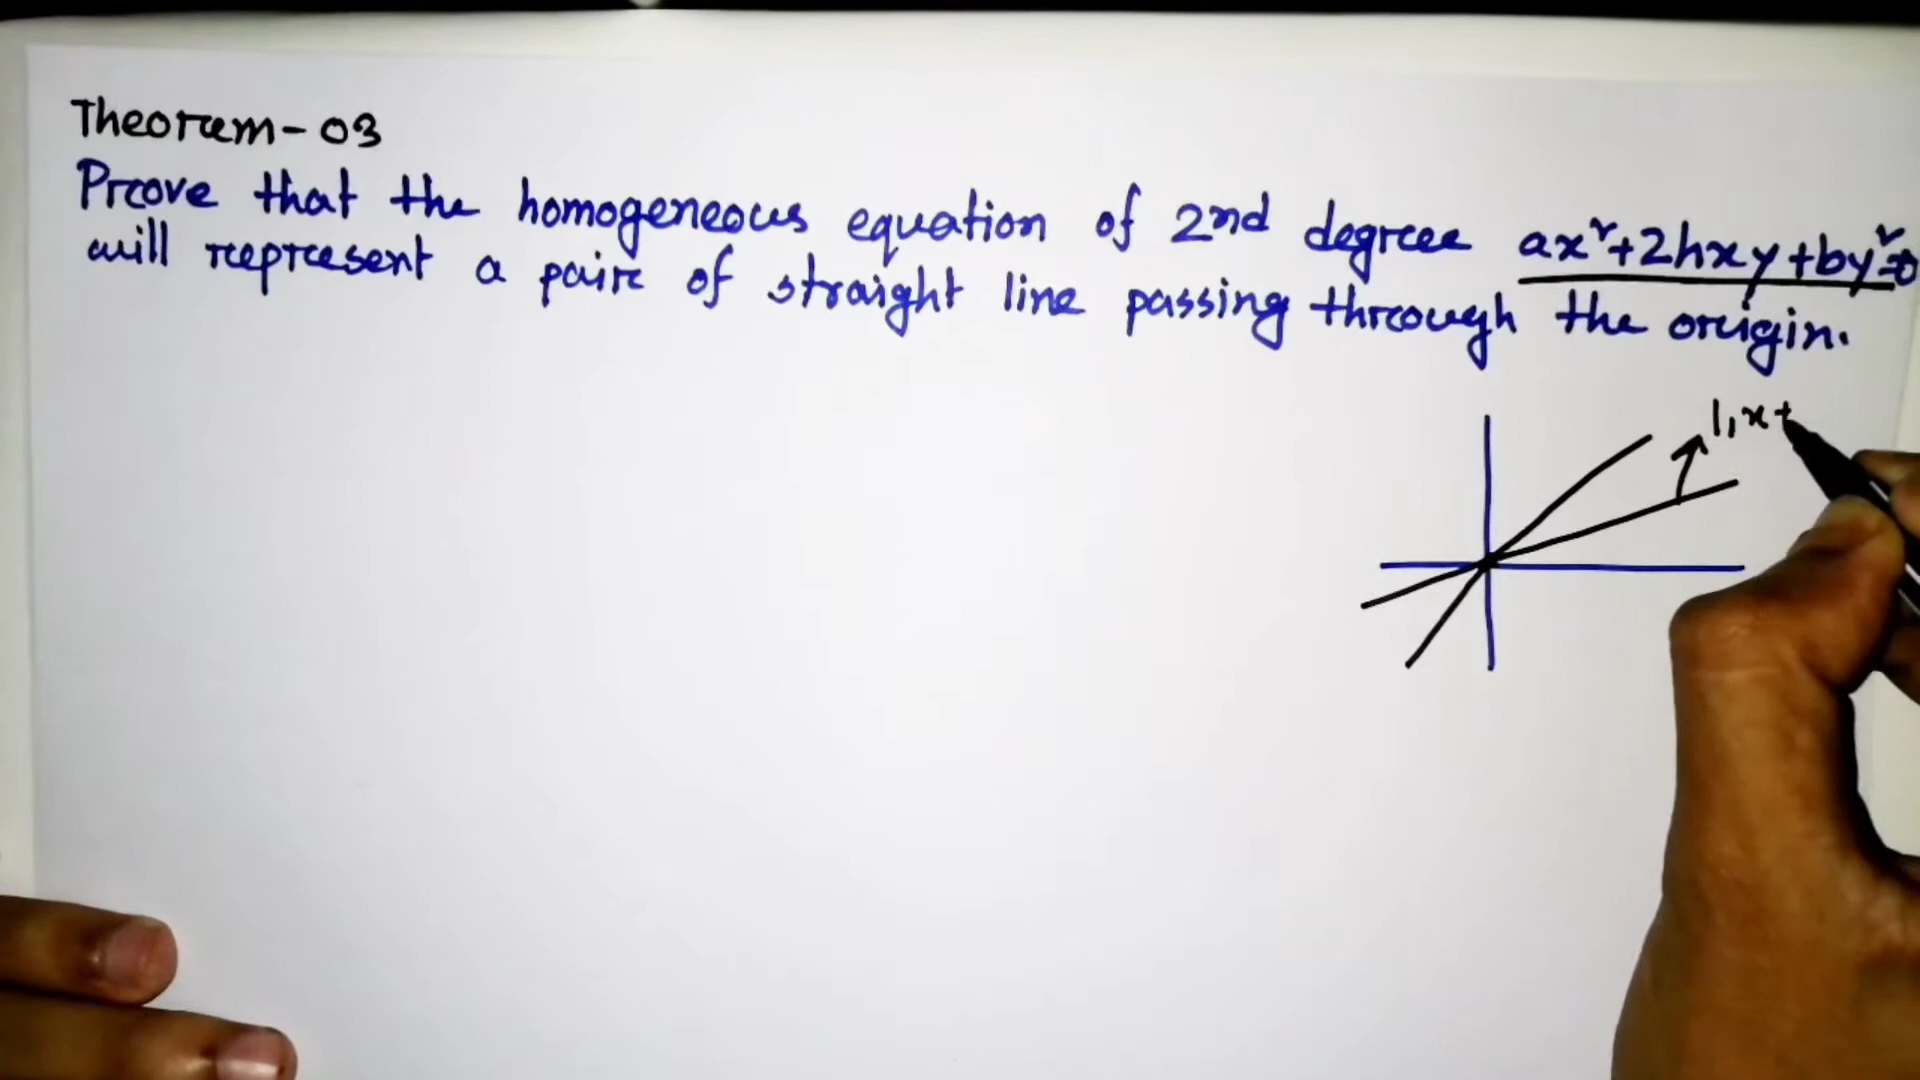 Theorem-03
Prove that the homogeneous equation of 2nd degree ax²+2hxy+by²=0
will represent a pair of straight line passing through the origin.
l₁x+